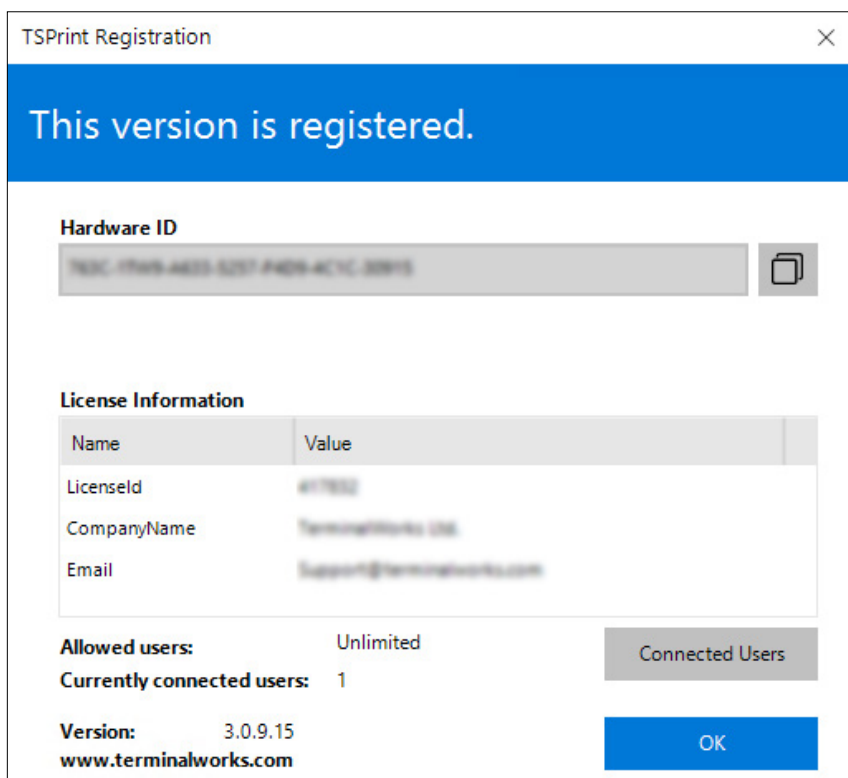 TSPrint Registration
This version is registered.
Hardware ID
License Information
Name Value
LicenseId
CompanyName
Email
Allowed users: Unlimited
Connected Users
Currently connected users: 1
Version: 3.0.9.15
OK
www.terminalworks.com